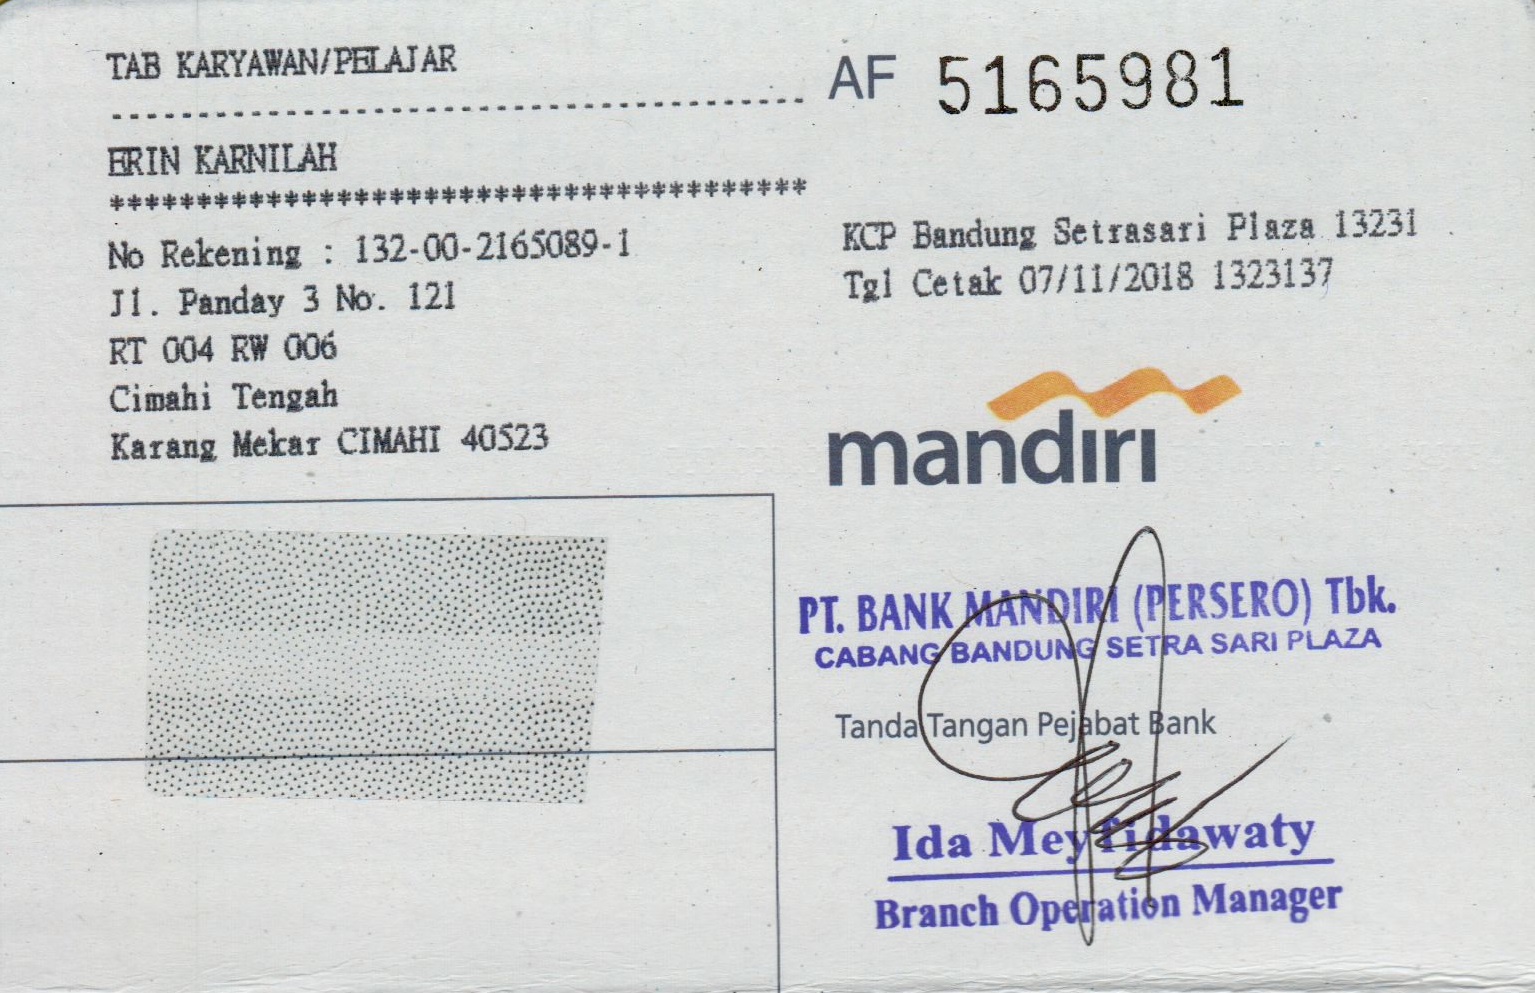 TAB KARYAWAN/PELAJAR
AF 5165981
---------------------------------------
ERIN KARNILAH
****************************************
No Rekening : 132-00-2165089-1
Jl. Panday 3 No. 121
RT 004 RW 006
Cimahi Tengah
Karang Mekar CIMAHI 40523
KCP Bandung Setrasari Plaza 13231
Tgl Cetak 07/11/2018 1323137
mandiri
PT. BANK MANDIRI (PERSERO) Tbk.
CABANG BANDUNG SETRA SARI PLAZA
Tanda Tangan Pejabat Bank
Ida Meyfidawaty
Branch Operation Manager